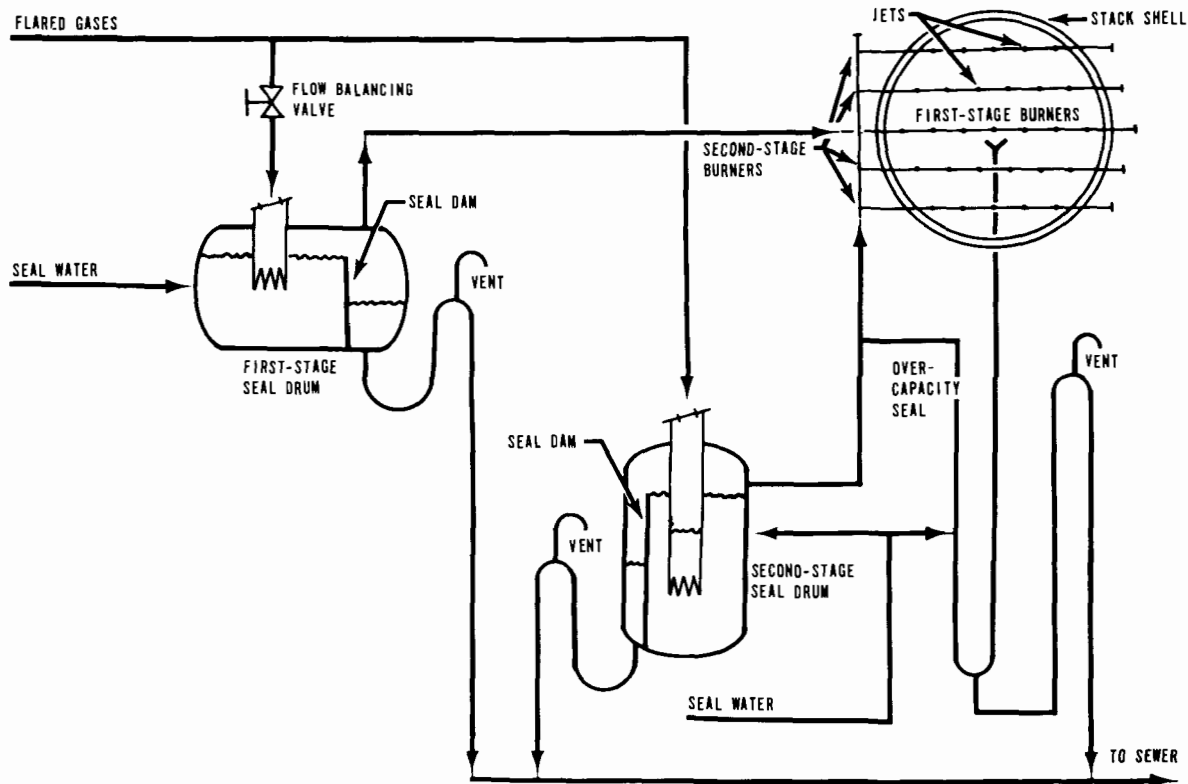 FLARED GASES
JETS
STACK SHELL
FLOW BALANCING
VALVE
FIRST-STAGE BURNERS
SECOND-STAGE
BURNERS
SEAL DAM
SEAL WATER
VENT
FIRST-STAGE
SEAL DRUM
OVER-
CAPACITY
SEAL
VENT
SEAL DAM
VENT
SECOND-STAGE
SEAL DRUM
SEAL WATER
TO SEWER